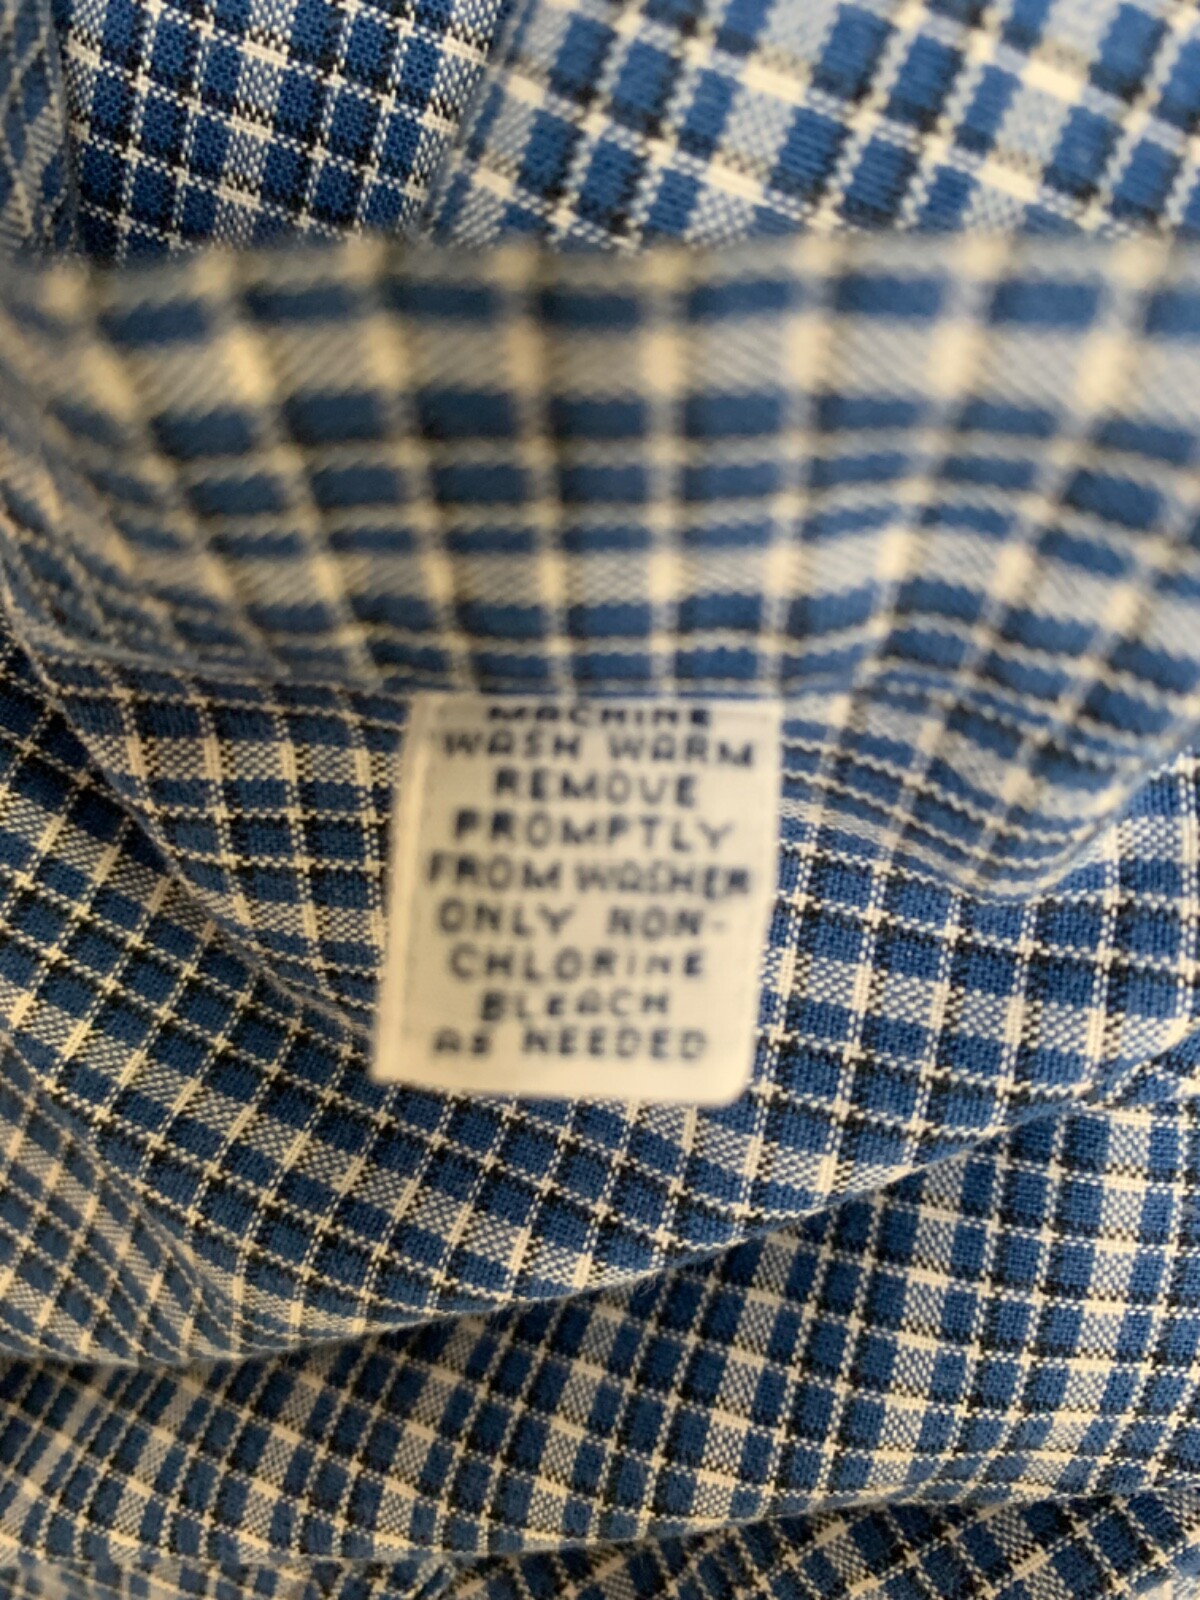 MACHINE
WASH WARM
REMOVE
PROMPTLY
FROM WASHER
ONLY NON-
CHLORINE
BLEACH
AS NEEDED